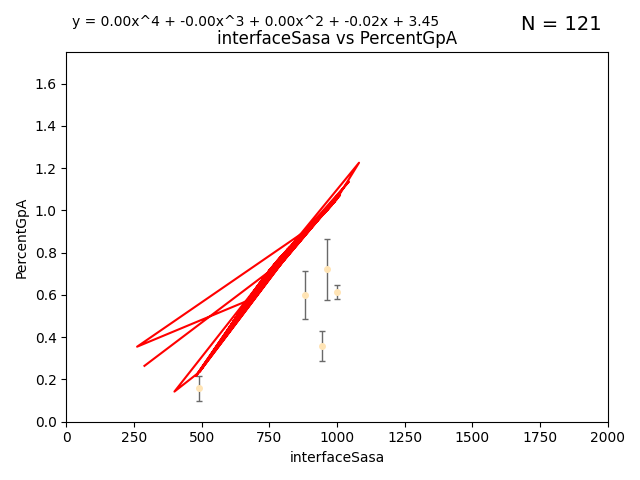 y = 0.00x^4 + -0.00x^3 + 0.00x^2 + -0.02x + 3.45
N = 121
interfaceSasa vs PercentGpA
PercentGpA
1.6
1.4
1.2
1.0
0.8
0.6
0.4
0.2
0.0
0 250 500 750 1000 1250 1500 1750 2000
interfaceSasa